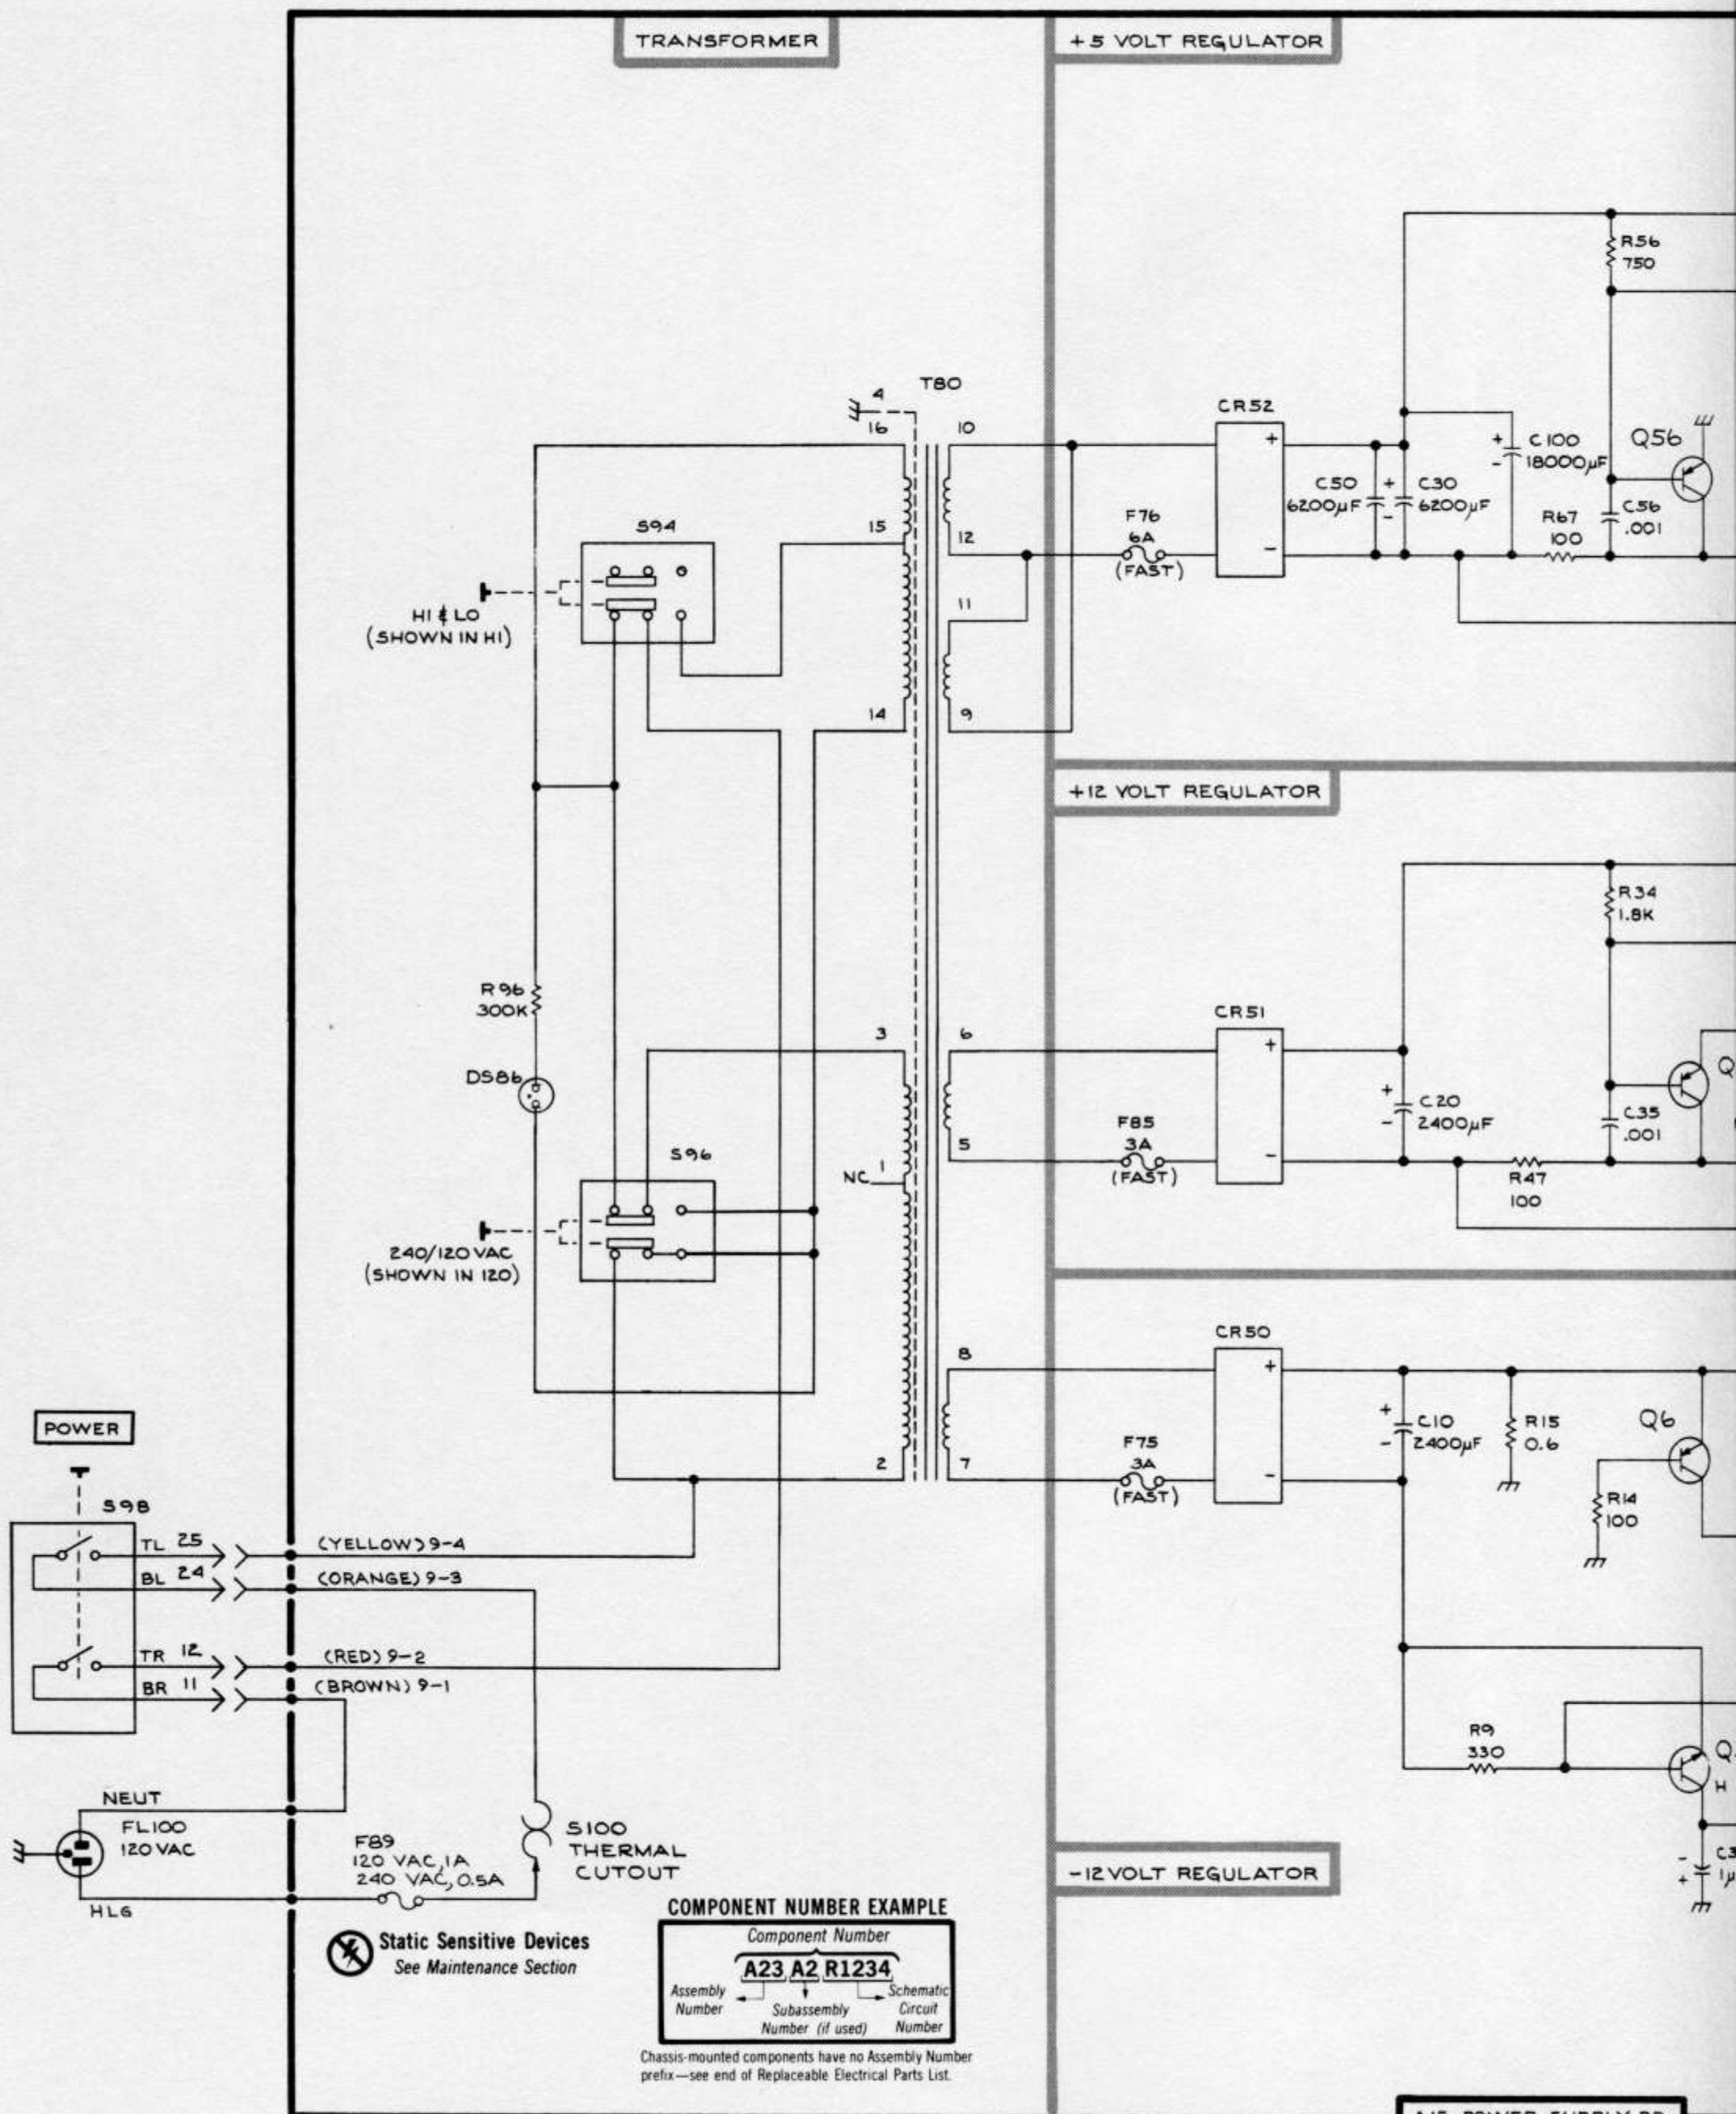 TRANSFORMER
+5 VOLT REGULATOR
R56
750
4
T80
16
10
CR52
+
+
-
C100
18000µF
Q56
C50
6200µF
+
-
C30
6200µF
S94
15
12
F76
6A
(FAST)
-
R67
100
C56
.001
HI & LO
(SHOWN IN HI)
11
14
9
+12 VOLT REGULATOR
R34
1.8K
R96
300K
3
6
CR51
+
DS86
+
-
C20
2400µF
C35
.001
F85
3A
(FAST)
5
-
S96
NC
1
R47
100
240/120 VAC
(SHOWN IN 120)
CR50
8
+
POWER
+
-
C10
2400µF
R15
0.6
Q6
F75
3A
(FAST)
2
7
-
R14
100
S98
TL 25
(YELLOW) 9-4
BL 24
(ORANGE) 9-3
TR 12
(RED) 9-2
BR 11
(BROWN) 9-1
R9
330
H
NEUT
FL100
120 VAC
F89
120 VAC, 1A
240 VAC, 0.5A
S100
THERMAL
CUTOUT
-12 VOLT REGULATOR
-
+
HLG
COMPONENT NUMBER EXAMPLE
Static Sensitive Devices
See Maintenance Section
Component Number
A23 A2 R1234
Assembly
Number
Subassembly
Number (if used)
Schematic
Circuit
Number
Chassis-mounted components have no Assembly Number
prefix—see end of Replaceable Electrical Parts List.